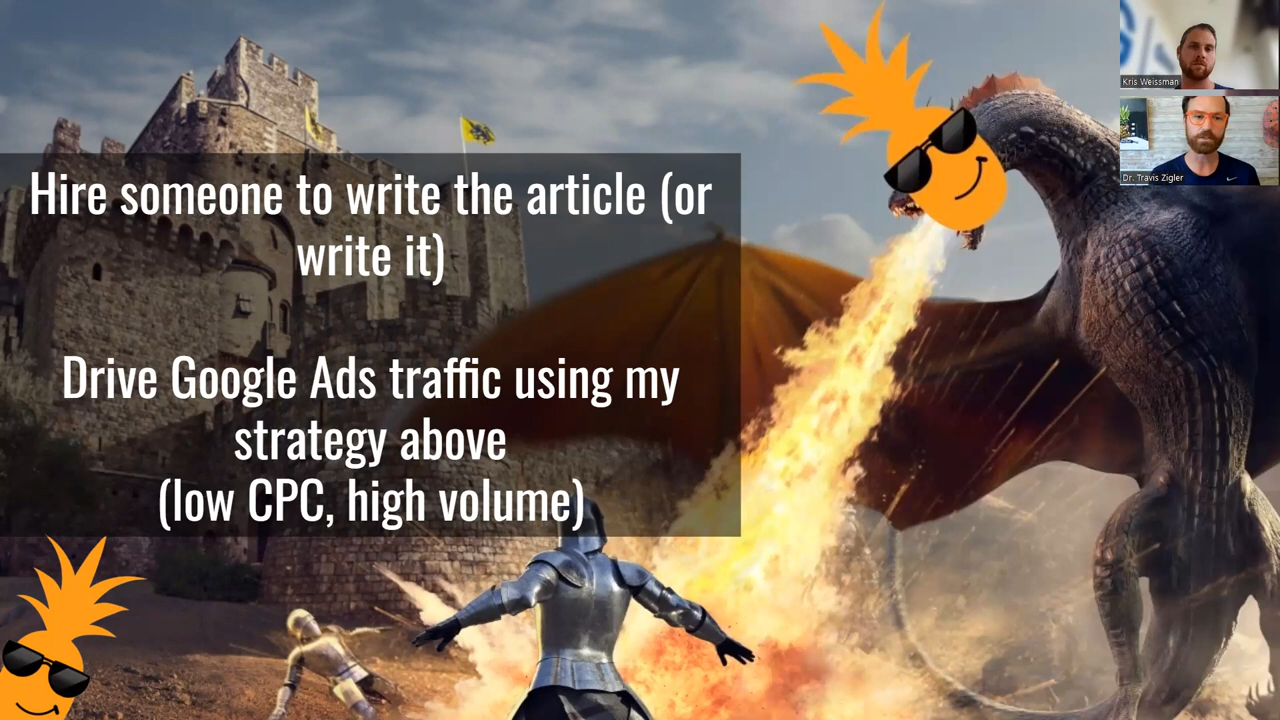 Hire someone to write the article (or
write it)
Drive Google Ads traffic using my
strategy above
(low CPC, high volume)
Kris Weissman
Dr. Travis Zigler